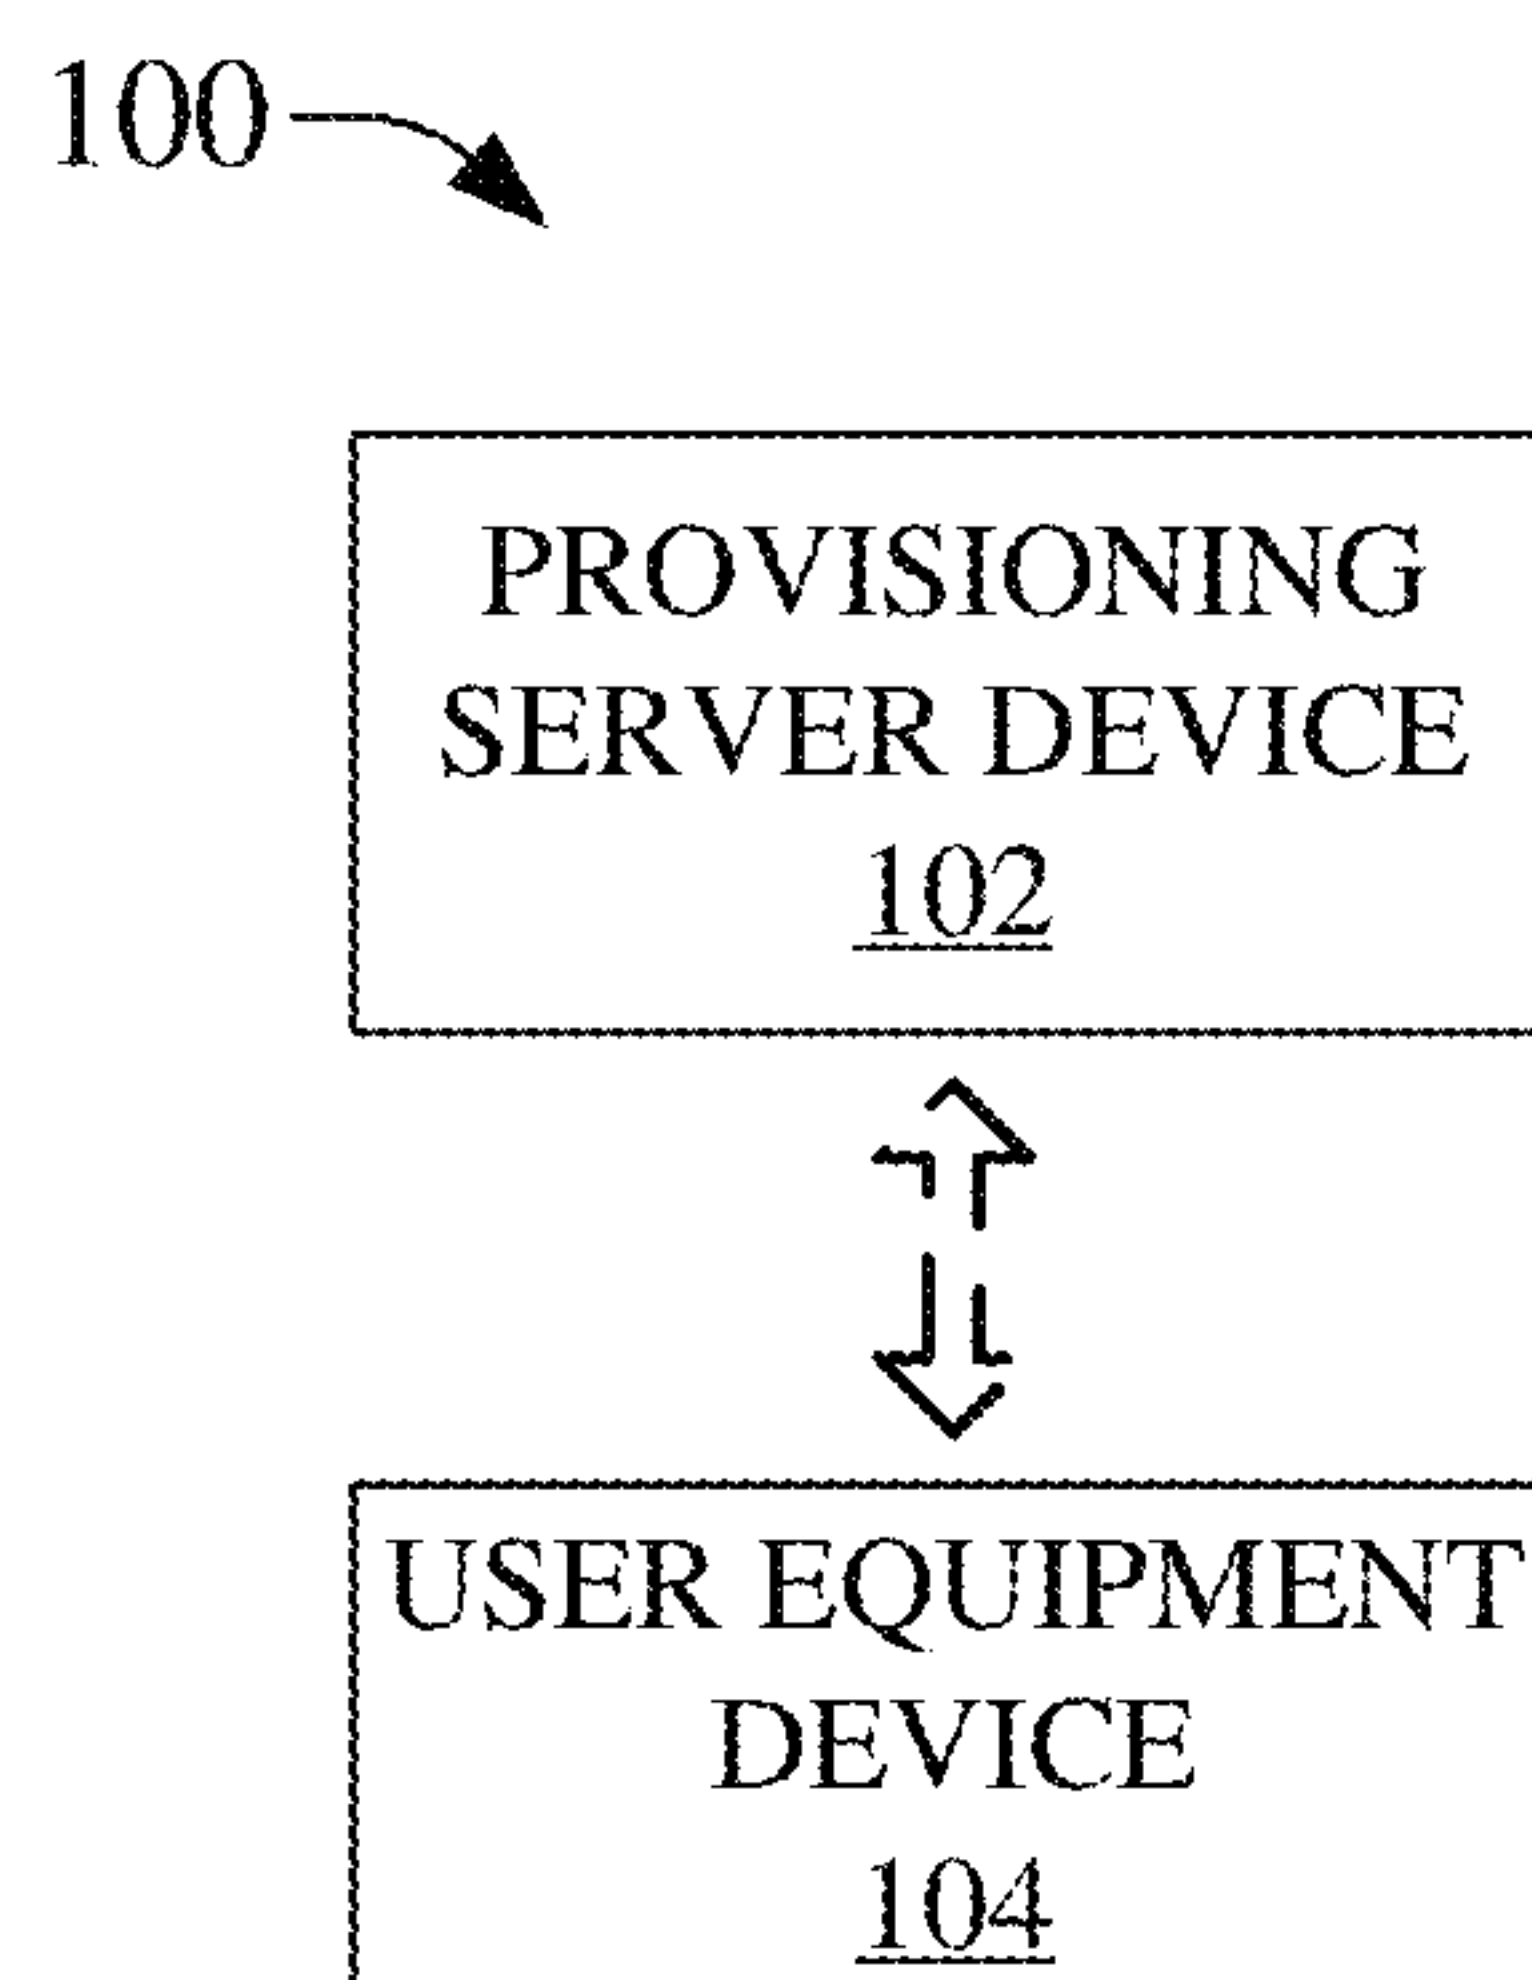 100
PROVISIONING
SERVER DEVICE
102
USER EQUIPMENT
DEVICE
104